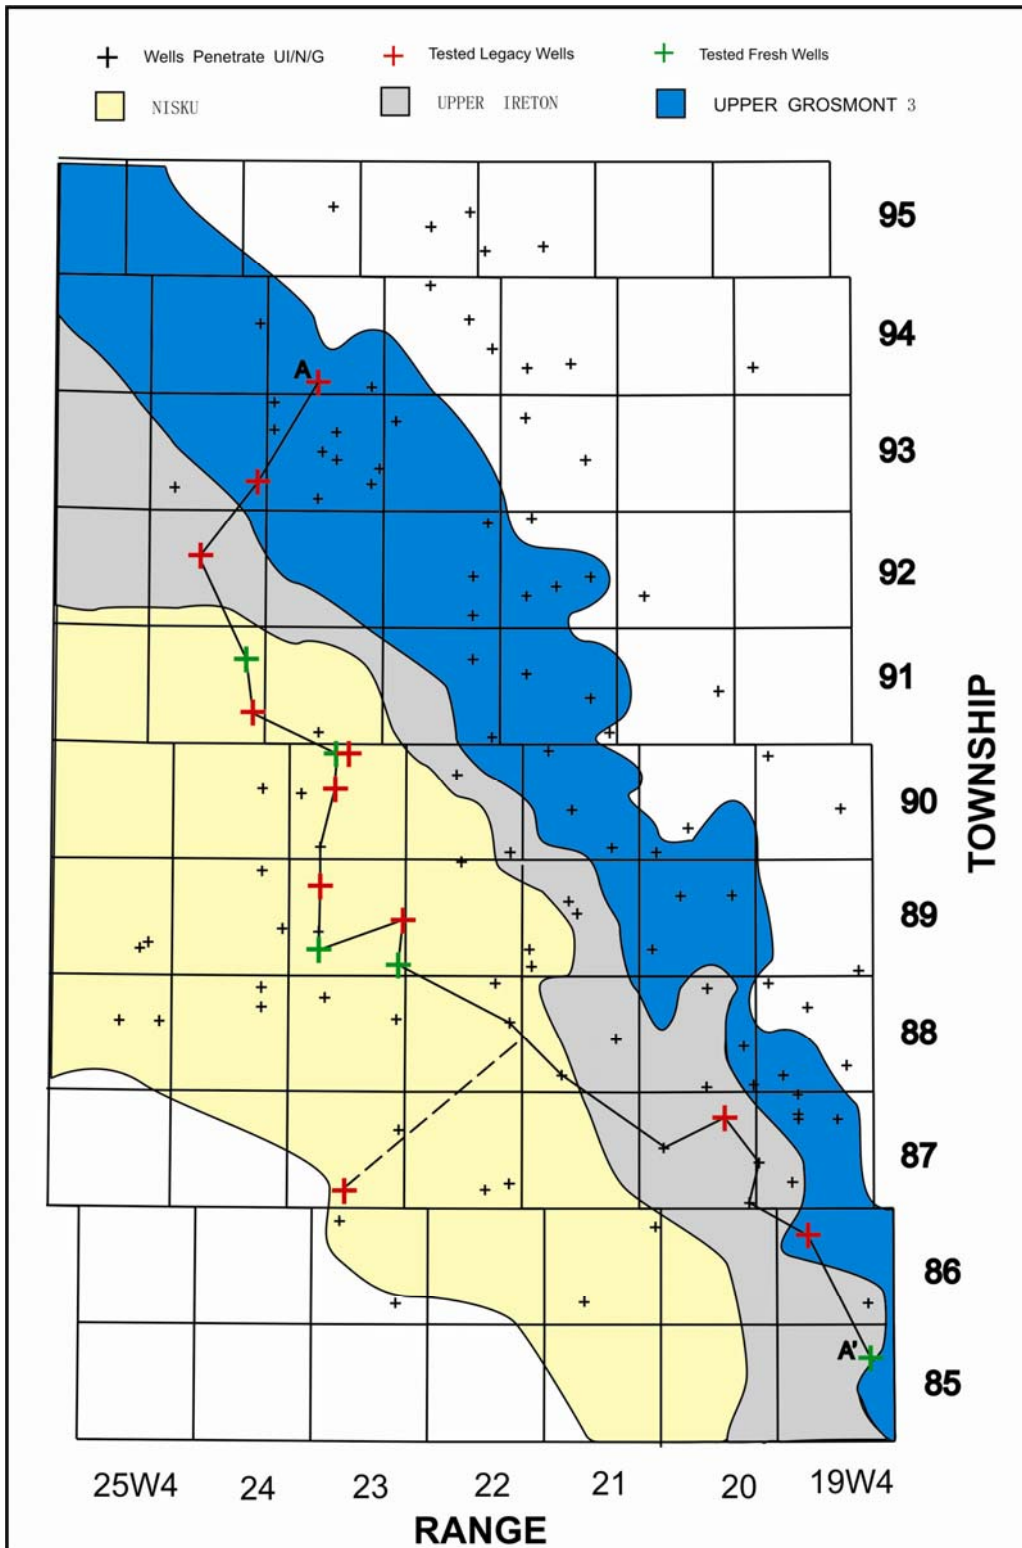 Wells Penetrate UI/N/G
Tested Legacy Wells
Tested Fresh Wells
NISKU
UPPER IRETON
UPPER GROSMONT 3
95
94
A
93
92
91
TOWNSHIP
90
89
88
87
86
A'
85
25W4
24
23
22
21
20
19W4
RANGE